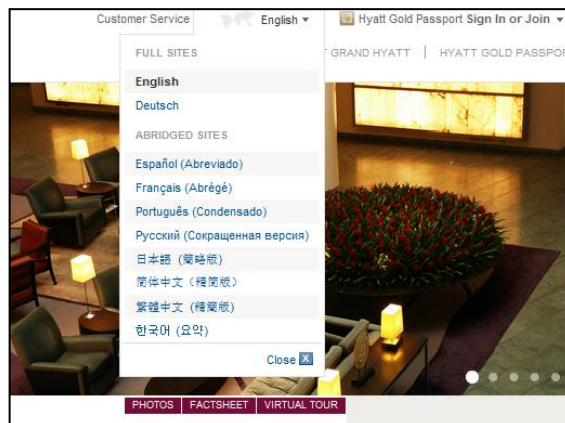 Customer Service English ▾ Hyatt Gold Passport Sign In or Join ▾
FULL SITES
GRAND HYATT | HYATT GOLD PASSPOR
English
Deutsch
ABRIDGED SITES
Español (Abreviado)
Français (Abrégé)
Português (Condensado)
Русский (Сокращенная версия)
日本語 (簡略版)
简体中文（精简版）
繁體中文 (精簡版)
한국어 (요약)
Close X
PHOTOS FACTSHEET VIRTUAL TOUR